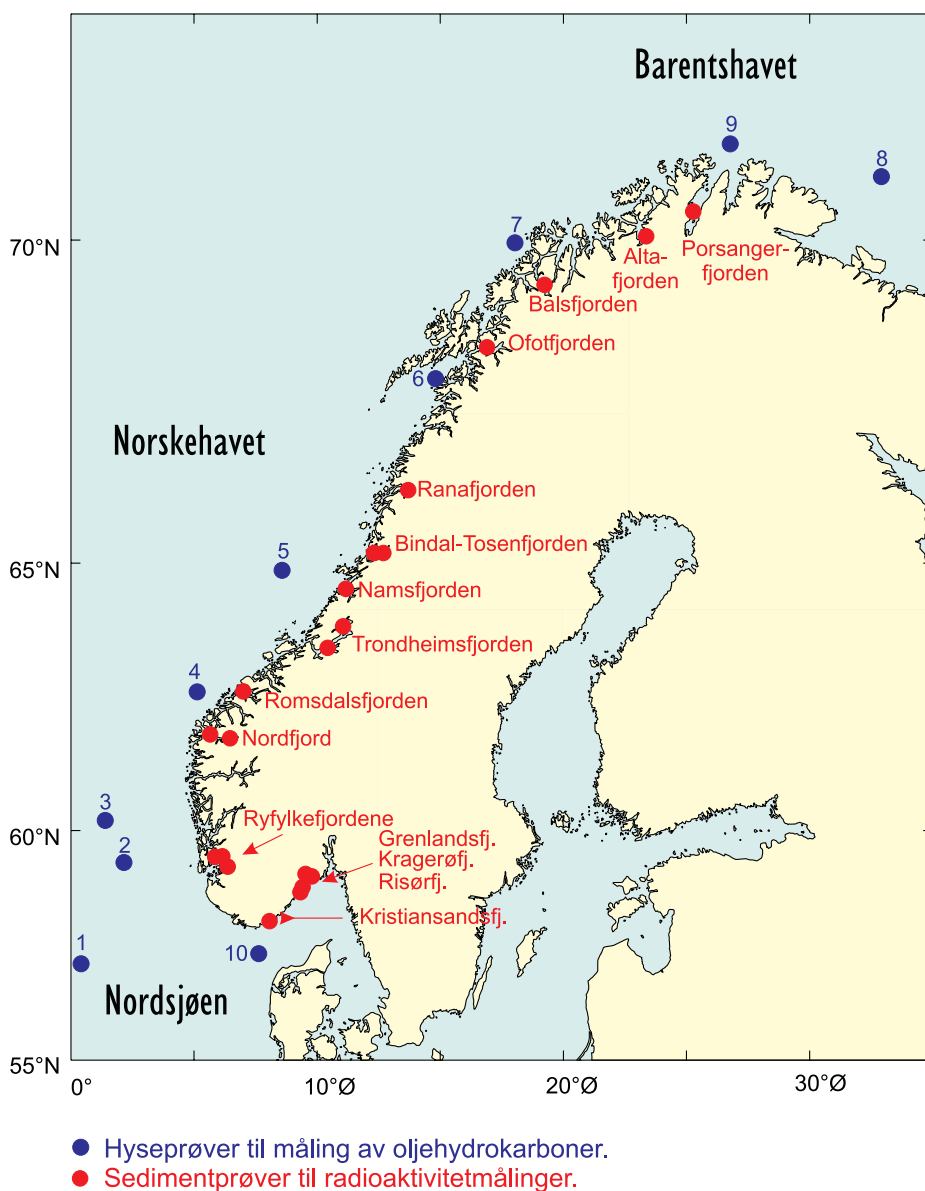 Barentshavet
9
8
7
70°N
Alta-
fjorden
Porsanger-
fjorden
Balsfjorden
Ofotfjorden
6
Norskehavet
Ranafjorden
Bindal-Tosenfjorden
5
65°N
Namsfjorden
Trondheimsfjorden
4
Romsdalsfjorden
Nordfjord
3
Ryfylkefjordene
60°N
Grenlandsfj.
2
Kragerøfj.
Risørfj.
Kristiansandsfj.
1
10
Nordsjøen
55°N
0°
10°Ø
20°Ø
30°Ø
Hyseprøver til måling av oljehydrokarboner.
Sedimentprøver til radioaktivitetmålinger.